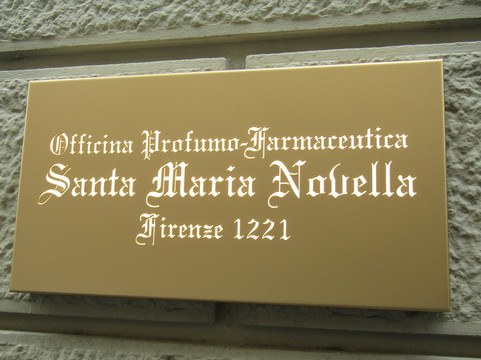 Officina Profumo-Farmaceutica
Santa Maria Novella
Firenze 1221